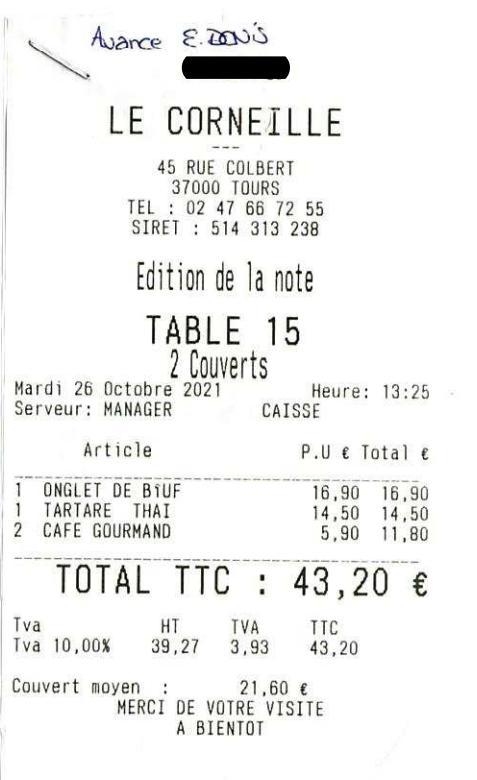 Avance E. DENIS
LE CORNEILLE
---
45 RUE COLBERT
37000 TOURS
TEL : 02 47 66 72 55
SIRET : 514 313 238
Edition de la note
TABLE 15
2 Couverts
Mardi 26 Octobre 2021 Heure: 13:25
Serveur: MANAGER CAISSE
Article P.U € Total €
1 ONGLET DE BïUF 16,90 16,90
1 TARTARE THAI 14,50 14,50
2 CAFE GOURMAND 5,90 11,80
TOTAL TTC : 43,20 €
Tva HT TVA TTC
Tva 10,00% 39,27 3,93 43,20
Couvert moyen : 21,60 €
MERCI DE VOTRE VISITE
A BIENTOT